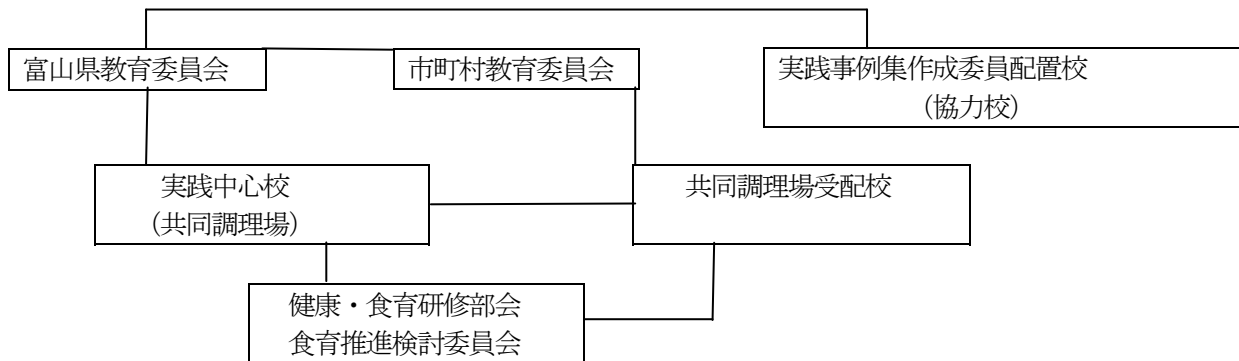 富山県教育委員会
市町村教育委員会
実践事例集作成委員配置校
（協力校）
実践中心校
（共同調理場）
共同調理場受配校
健康・食育研修部会
食育推進検討委員会